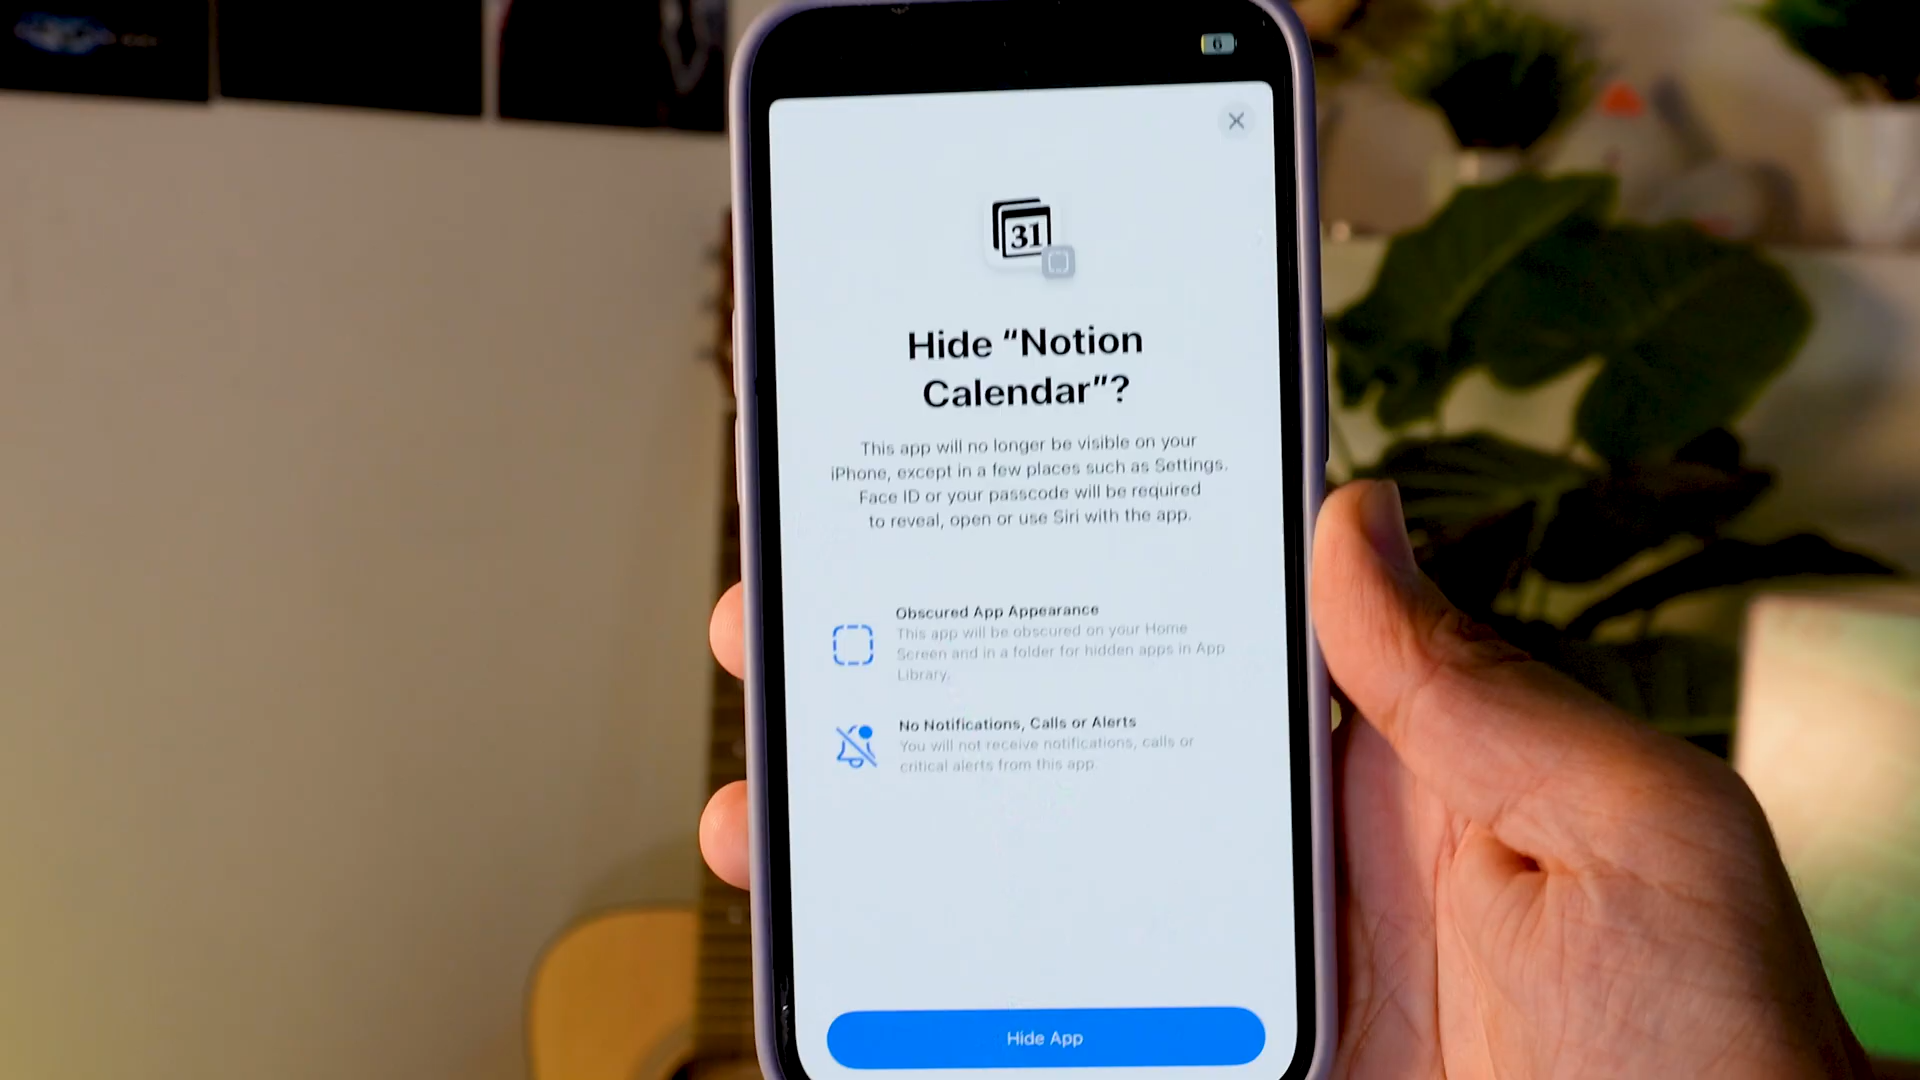 6
31
Hide “Notion
Calendar”?
This app will no longer be visible on your
iPhone, except in a few places such as Settings.
Face ID or your passcode will be required
to reveal, open or use Siri with the app.
Obscured App Appearance
This app will be obscured on your Home
Screen and in a folder for hidden apps in App
Library.
No Notifications, Calls or Alerts
You will not receive notifications, calls or
critical alerts from this app.
Hide App